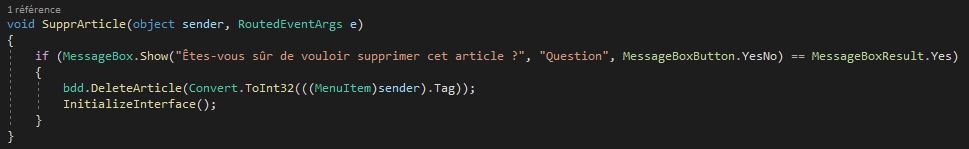 1 référence
void SupprArticle(object sender, RoutedEventArgs e)
{
if (MessageBox.Show("Êtes-vous sûr de vouloir supprimer cet article ?", "Question", MessageBoxButton.YesNo) == MessageBoxResult.Yes)
{
bdd.DeleteArticle(Convert.ToInt32(((MenuItem)sender).Tag));
InitializeInterface();
}
}